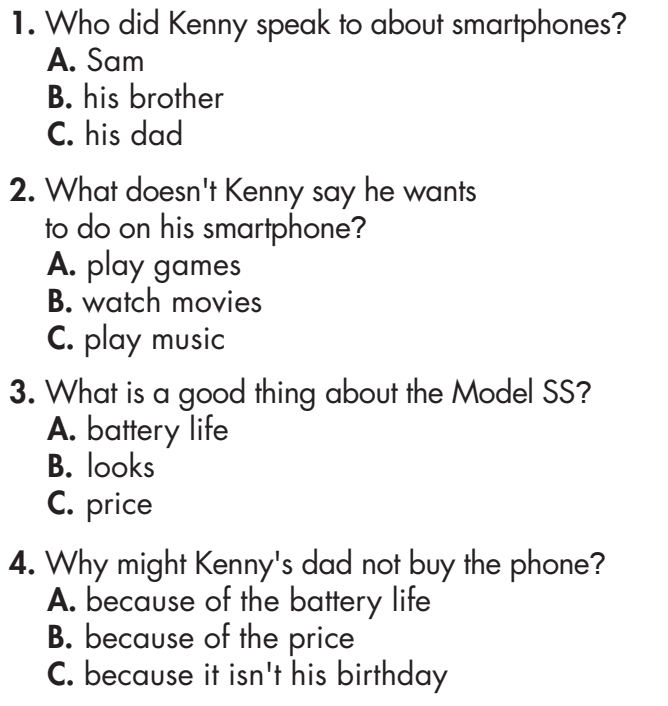 1. Who did Kenny speak to about smartphones?
A. Sam
B. his brother
C. his dad
2. What doesn't Kenny say he wants
to do on his smartphone?
A. play games
B. watch movies
C. play music
3. What is a good thing about the Model SS?
A. battery life
B. looks
C. price
4. Why might Kenny's dad not buy the phone?
A. because of the battery life
B. because of the price
C. because it isn't his birthday